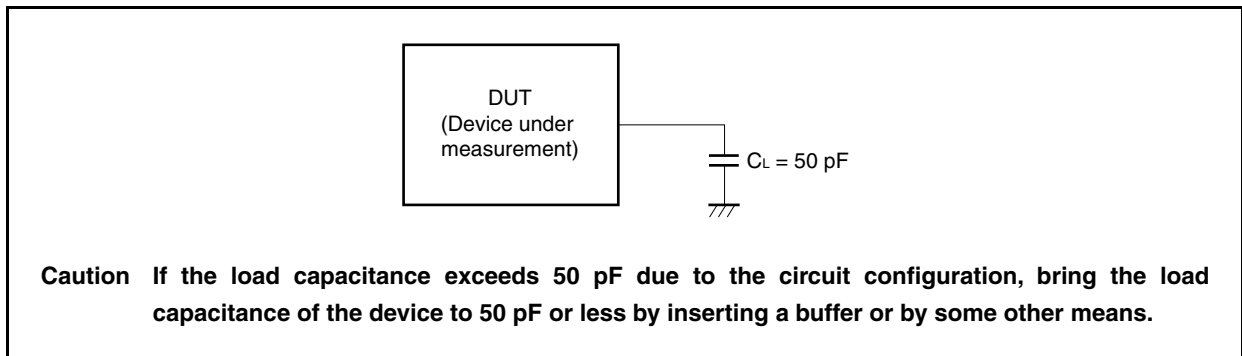 DUT
(Device under
measurement)
CL = 50 pF
Caution If the load capacitance exceeds 50 pF due to the circuit configuration, bring the load
capacitance of the device to 50 pF or less by inserting a buffer or by some other means.